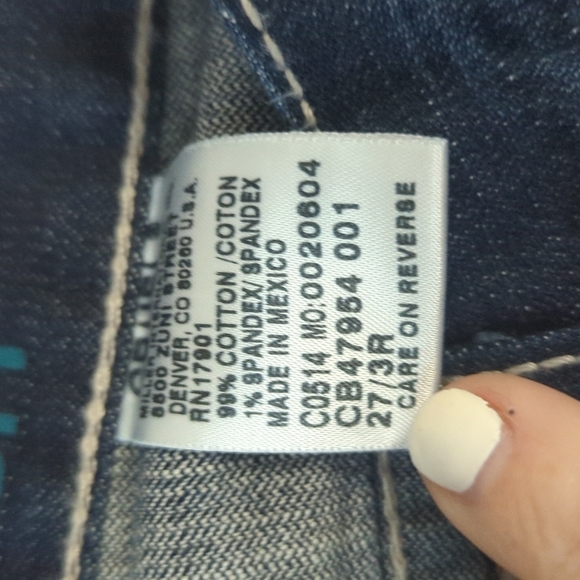 8500 ZUNI STREET
DENVER, CO 80260 U.S.A.
RN17901
99% COTTON / COTON
1% SPANDEX/ SPANDEX
MADE IN MEXICO
C0514 MO:0020604
CB47954 001
27/3R
CARE ON REVERSE